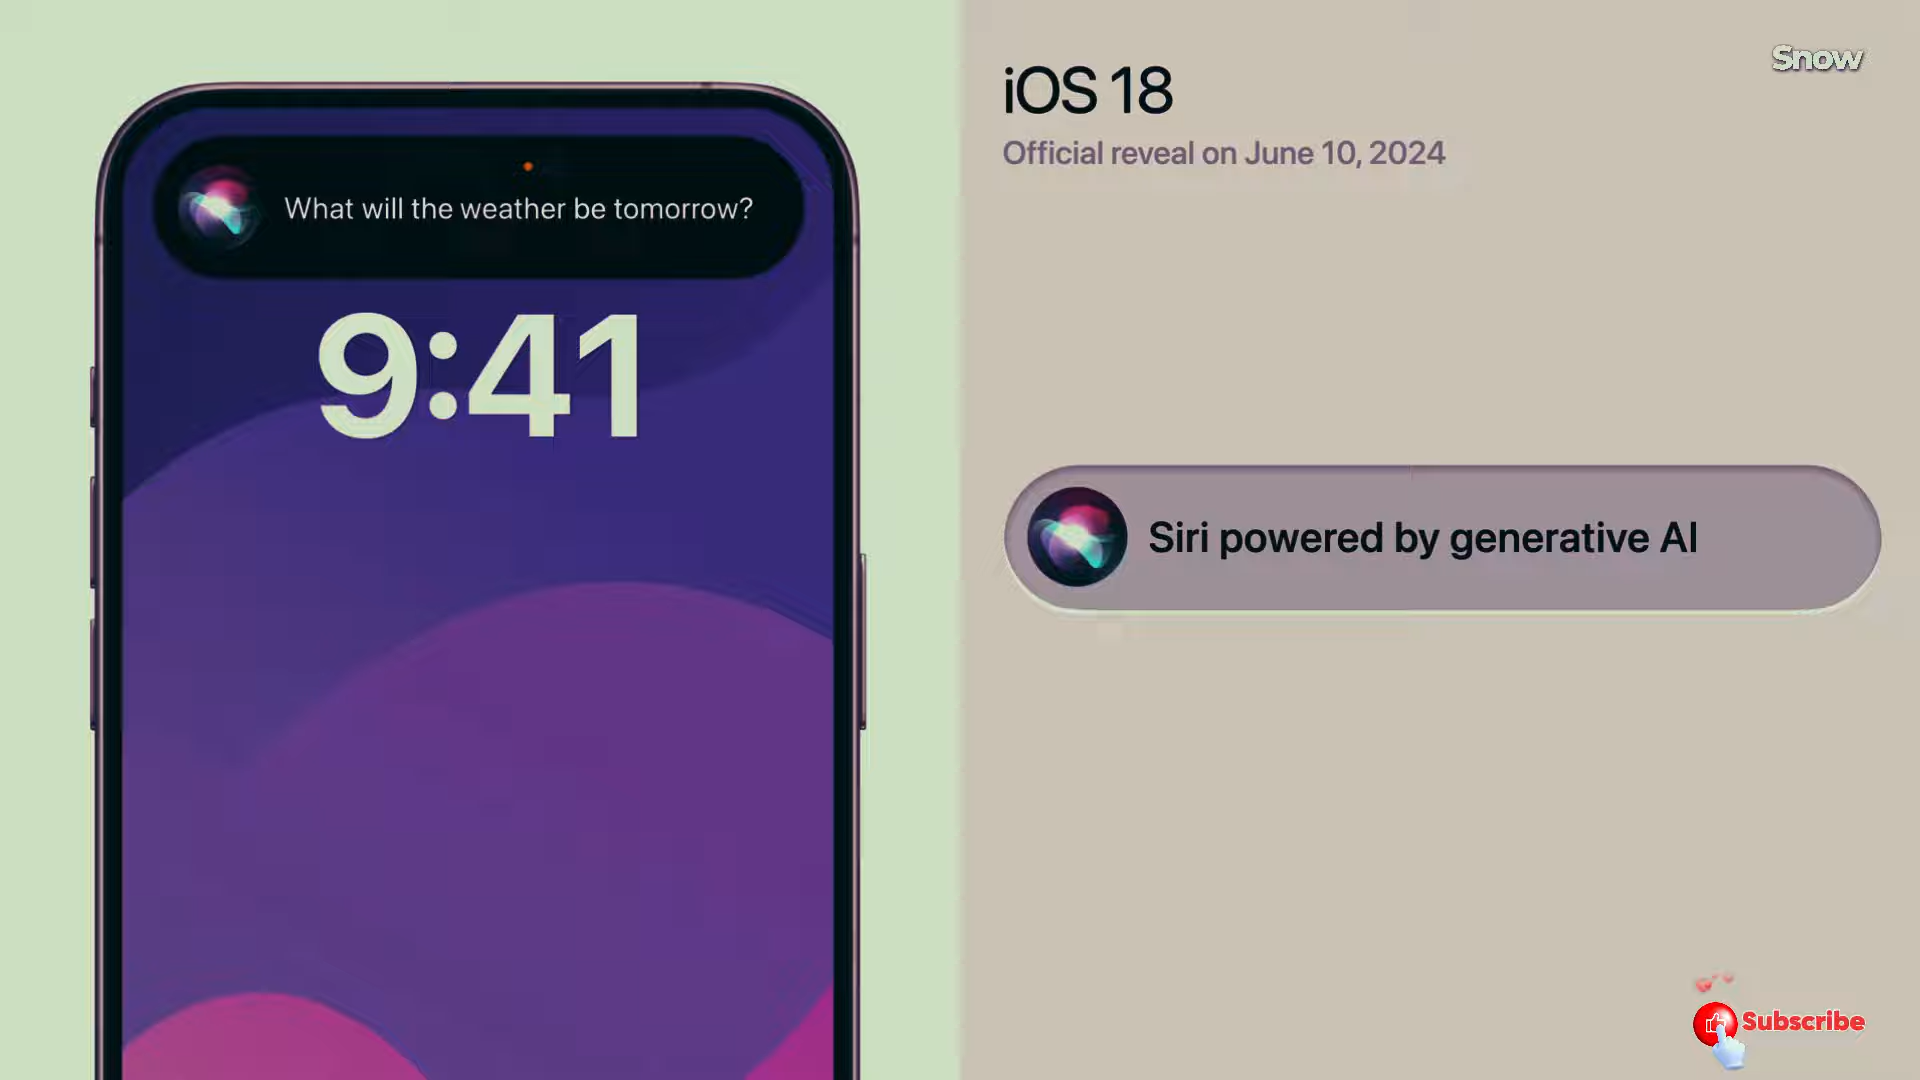 What will the weather be tomorrow?
9:41
iOS 18
Official reveal on June 10, 2024
Snow
Siri powered by generative AI
Subscribe